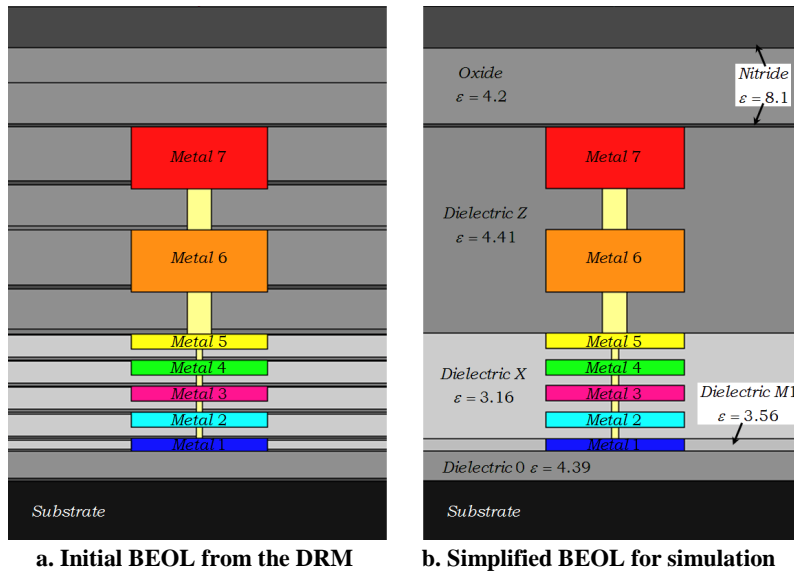 Metal 7
Metal 6
Metal 5
Metal 4
Metal 3
Metal 2
Metal 1
Substrate
a. Initial BEOL from the DRM
Oxide
ε = 4.2
Nitride
ε = 8.1
Metal 7
Dielectric Z
ε = 4.41
Metal 6
Metal 5
Metal 4
Dielectric X
ε = 3.16
Metal 3
Dielectric M1
ε = 3.56
Metal 2
Metal 1
Dielectric 0 ε = 4.39
Substrate
b. Simplified BEOL for simulation